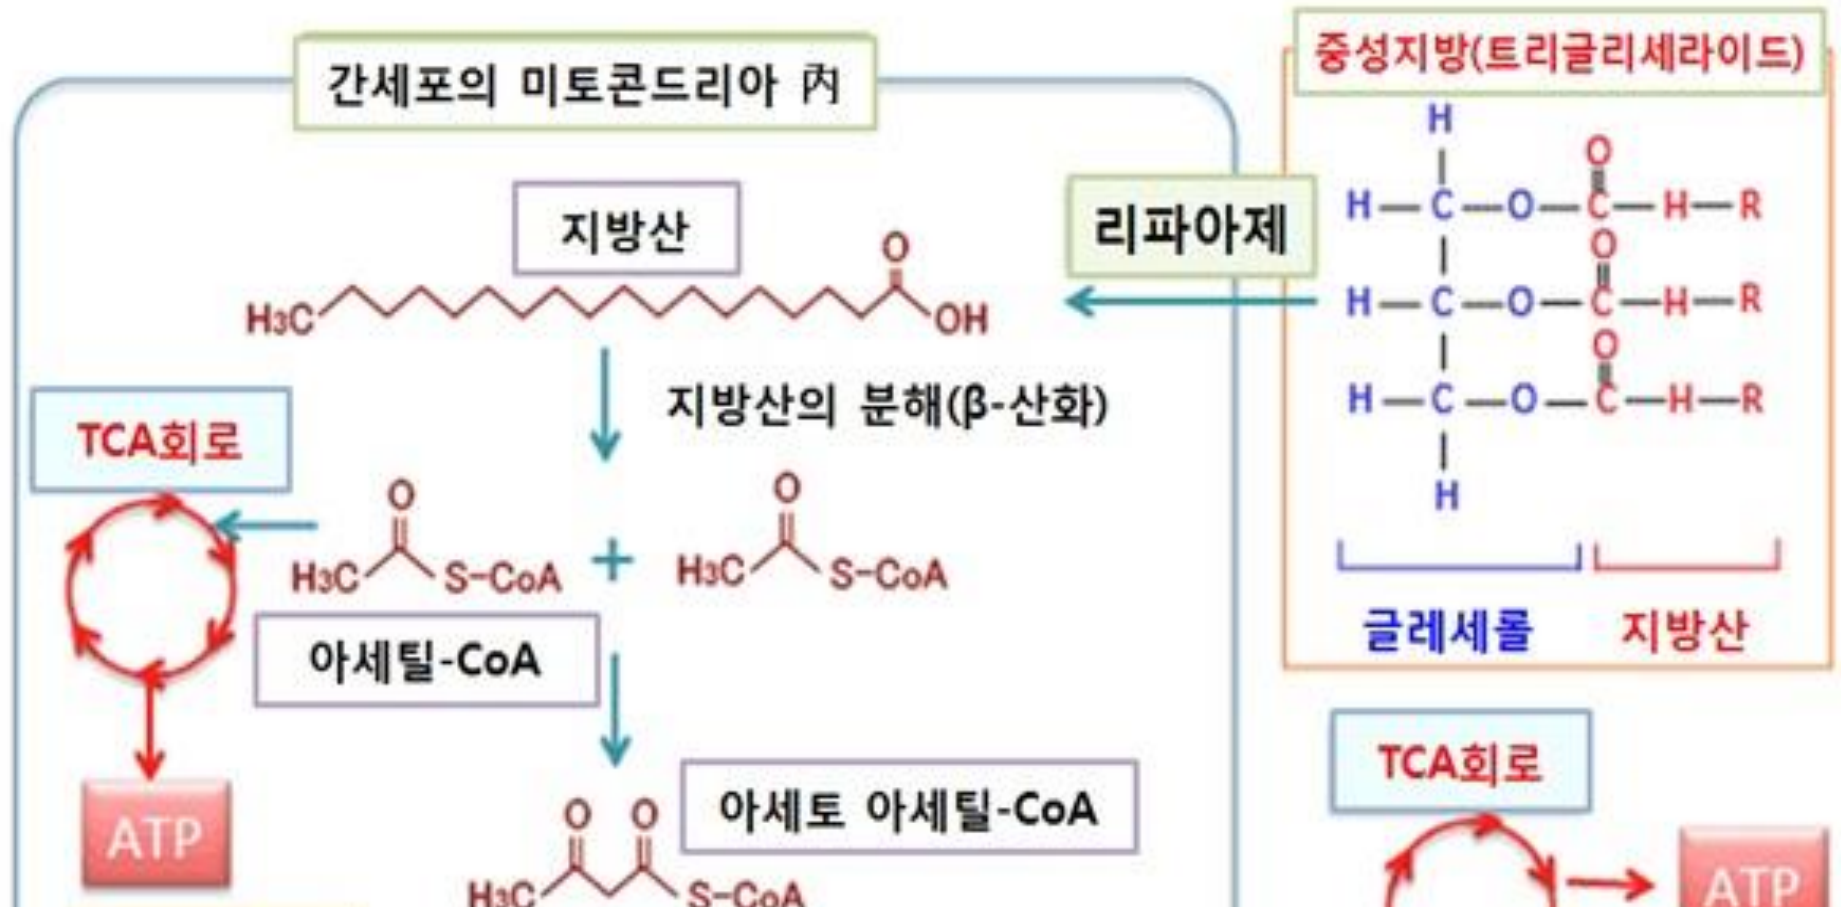 간세포의 미토콘드리아 內
중성지방(트리글리세라이드)
H
O
H—C—O—C—H—R
O
H—C—O—C—H—R
O
H—C—O—C—H—R
H
글레세롤 지방산
리파아제
지방산
O
H3C OH
지방산의 분해(β-산화)
TCA회로
O O
H3C S-CoA + H3C S-CoA
아세틸-CoA
ATP
아세토 아세틸-CoA
O O
H3C S-CoA
TCA회로
ATP